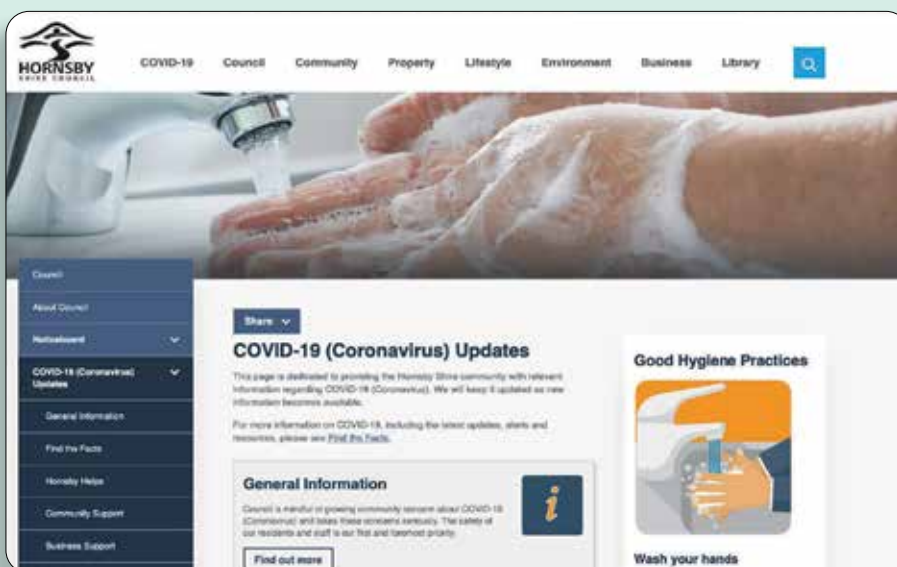 HORNSBY
SHIRE COUNCIL
COVID-19 Council Community Property Lifestyle Environment Business Library
Council
About Council
Noticeboard
COVID-19 (Coronavirus)
Updates
General Information
Find the Facts
Hornsby Helps
Community Support
Business Support
Share
COVID-19 (Coronavirus) Updates
This page is dedicated to providing the Hornsby Shire community with relevant
information regarding COVID-19 (Coronavirus). We will keep it updated as new
information becomes available.
For more information on COVID-19, including the latest updates, alerts and
resources, please see Find the Facts.
General Information
Council is mindful of growing community concern about COVID-19
(Coronavirus) and takes these concerns seriously. The safety of
our residents and staff is our first and foremost priority.
Find out more
i
Good Hygiene Practices
Wash your hands